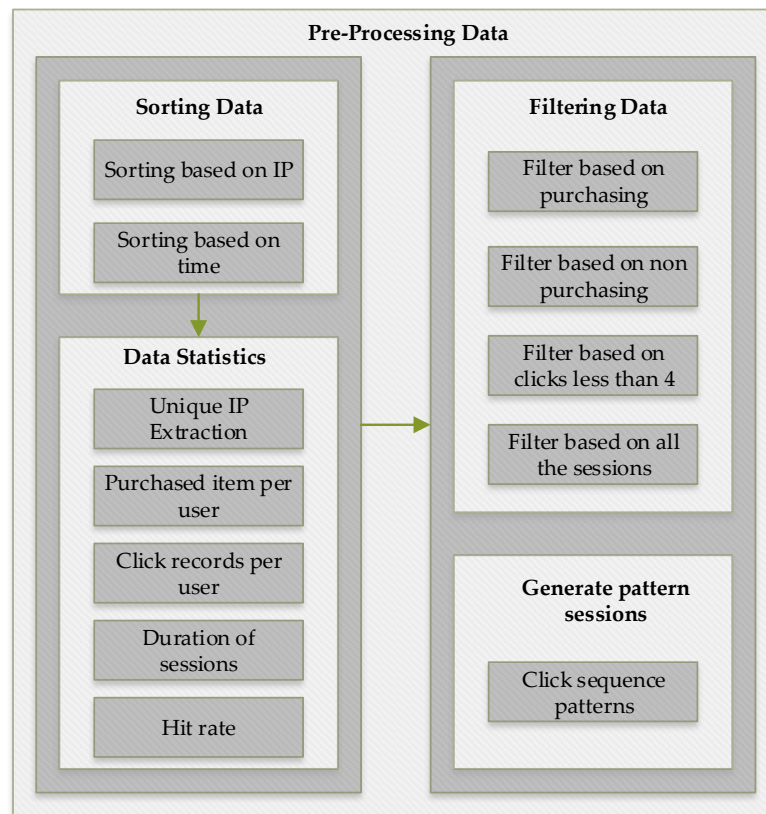 Pre-Processing Data
Sorting Data
Sorting based on IP
Sorting based on
time
Data Statistics
Unique IP
Extraction
Purchased item per
user
Click records per
user
Duration of
sessions
Hit rate
Filtering Data
Filter based on
purchasing
Filter based on non
purchasing
Filter based on
clicks less than 4
Filter based on all
the sessions
Generate pattern
sessions
Click sequence
patterns